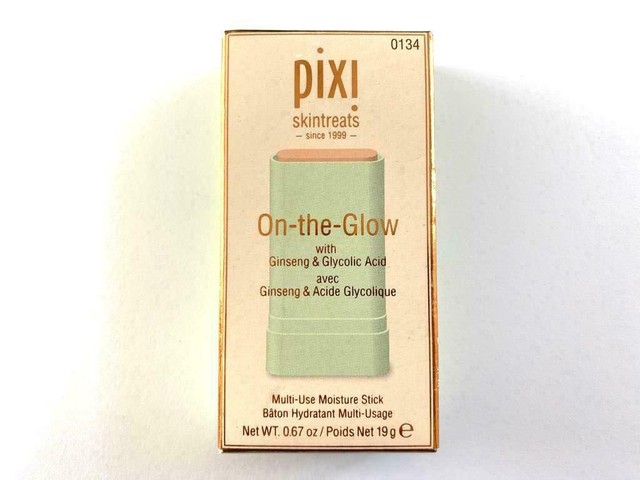 0134
pixi
skintreats
– since 1999 –
On-the-Glow
with
Ginseng & Glycolic Acid
avec
Ginseng & Acide Glycolique
Multi-Use Moisture Stick
Bâton Hydratant Multi-Usage
Net WT. 0.67 oz / Poids Net 19 g ℮